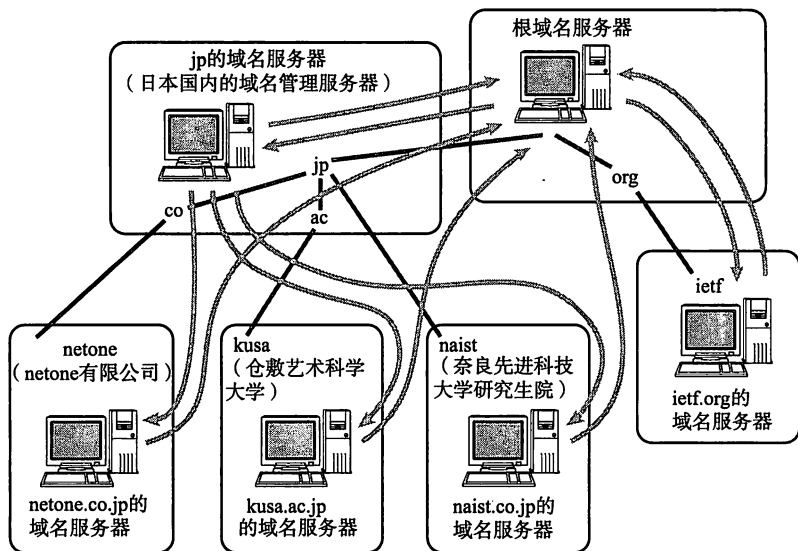 根域名服务器
jp的域名服务器
（日本国内的域名管理服务器）
jp
org
co
ac
ietf
netone
（netone有限公司）
kusa
（仓敷艺术科学
大学）
naist
（奈良先进科技
大学研究生院）
ietf.org的
域名服务器
netone.co.jp的
域名服务器
kusa.ac.jp
的域名服务器
naist.co.jp的
域名服务器